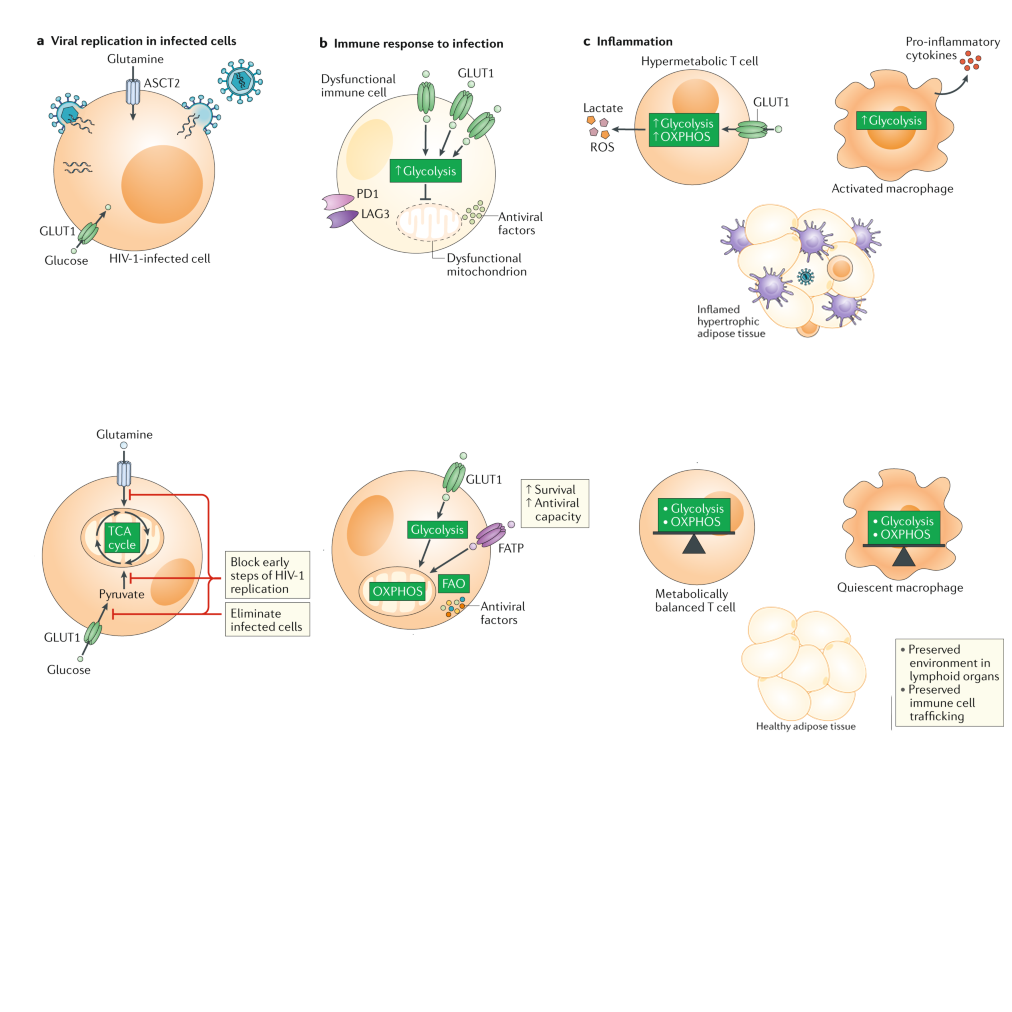 a Viral replication in infected cells
Glutamine
ASCT2
GLUT1
Glucose
HIV-1-infected cell
b Immune response to infection
Dysfunctional
immune cell
GLUT1
↑ Glycolysis
PD1
LAG3
Antiviral
factors
Dysfunctional
mitochondrion
c Inflammation
Hypermetabolic T cell
Lactate
ROS
↑ Glycolysis
↑ OXPHOS
GLUT1
Pro-inflammatory
cytokines
↑ Glycolysis
Activated macrophage
Inflamed
hypertrophic
adipose tissue
Glutamine
TCA
cycle
Pyruvate
GLUT1
Glucose
Block early
steps of HIV-1
replication
Eliminate
infected cells
GLUT1
Glycolysis
FATP
OXPHOS
FAO
Antiviral
factors
↑ Survival
↑ Antiviral
capacity
• Glycolysis
• OXPHOS
Metabolically
balanced T cell
• Glycolysis
• OXPHOS
Quiescent macrophage
Healthy adipose tissue
• Preserved
environment in
lymphoid organs
• Preserved
immune cell
trafficking